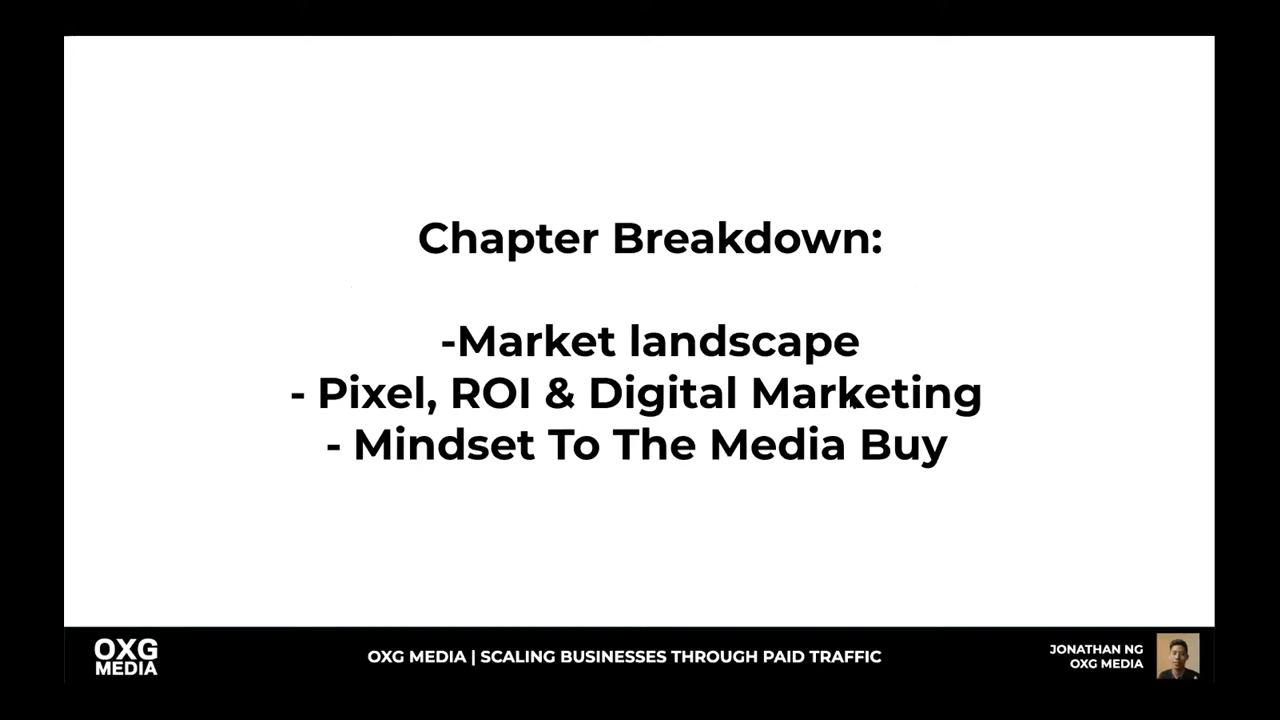 Chapter Breakdown:
-Market landscape
- Pixel, ROI & Digital Marketing
- Mindset To The Media Buy
OXG
MEDIA
OXG MEDIA | SCALING BUSINESSES THROUGH PAID TRAFFIC
JONATHAN NG
OXG MEDIA